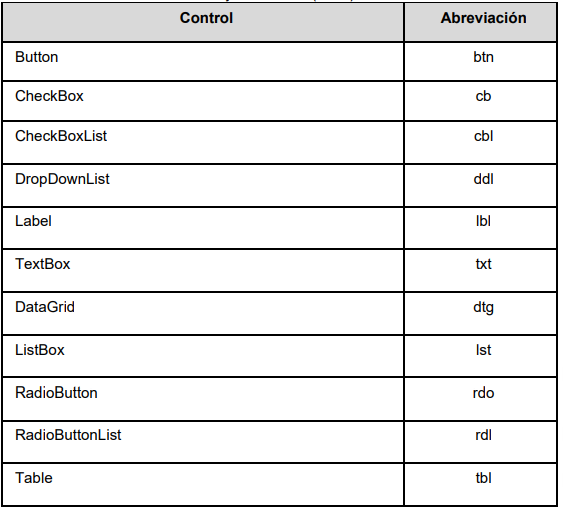 Control Abreviación
Button btn
CheckBox cb
CheckBoxList cbl
DropDownList ddl
Label lbl
TextBox txt
DataGrid dtg
ListBox lst
RadioButton rdo
RadioButtonList rdl
Table tbl